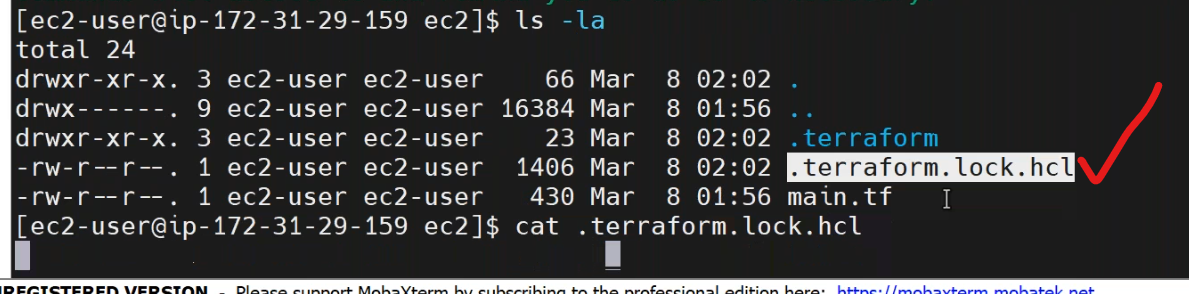 [ec2-user@ip-172-31-29-159 ec2]$ ls -la
total 24
drwxr-xr-x. 3 ec2-user ec2-user    66 Mar  8 02:02 .
drwx------. 9 ec2-user ec2-user 16384 Mar  8 01:56 ..
drwxr-xr-x. 3 ec2-user ec2-user    23 Mar  8 02:02 .terraform
-rw-r--r--. 1 ec2-user ec2-user  1406 Mar  8 02:02 .terraform.lock.hcl
-rw-r--r--. 1 ec2-user ec2-user   430 Mar  8 01:56 main.tf
[ec2-user@ip-172-31-29-159 ec2]$ cat .terraform.lock.hcl
REGISTERED VERSION - Please support MobaXterm by subscribing to the professional edition here: https://mobaxterm.mobatek.net